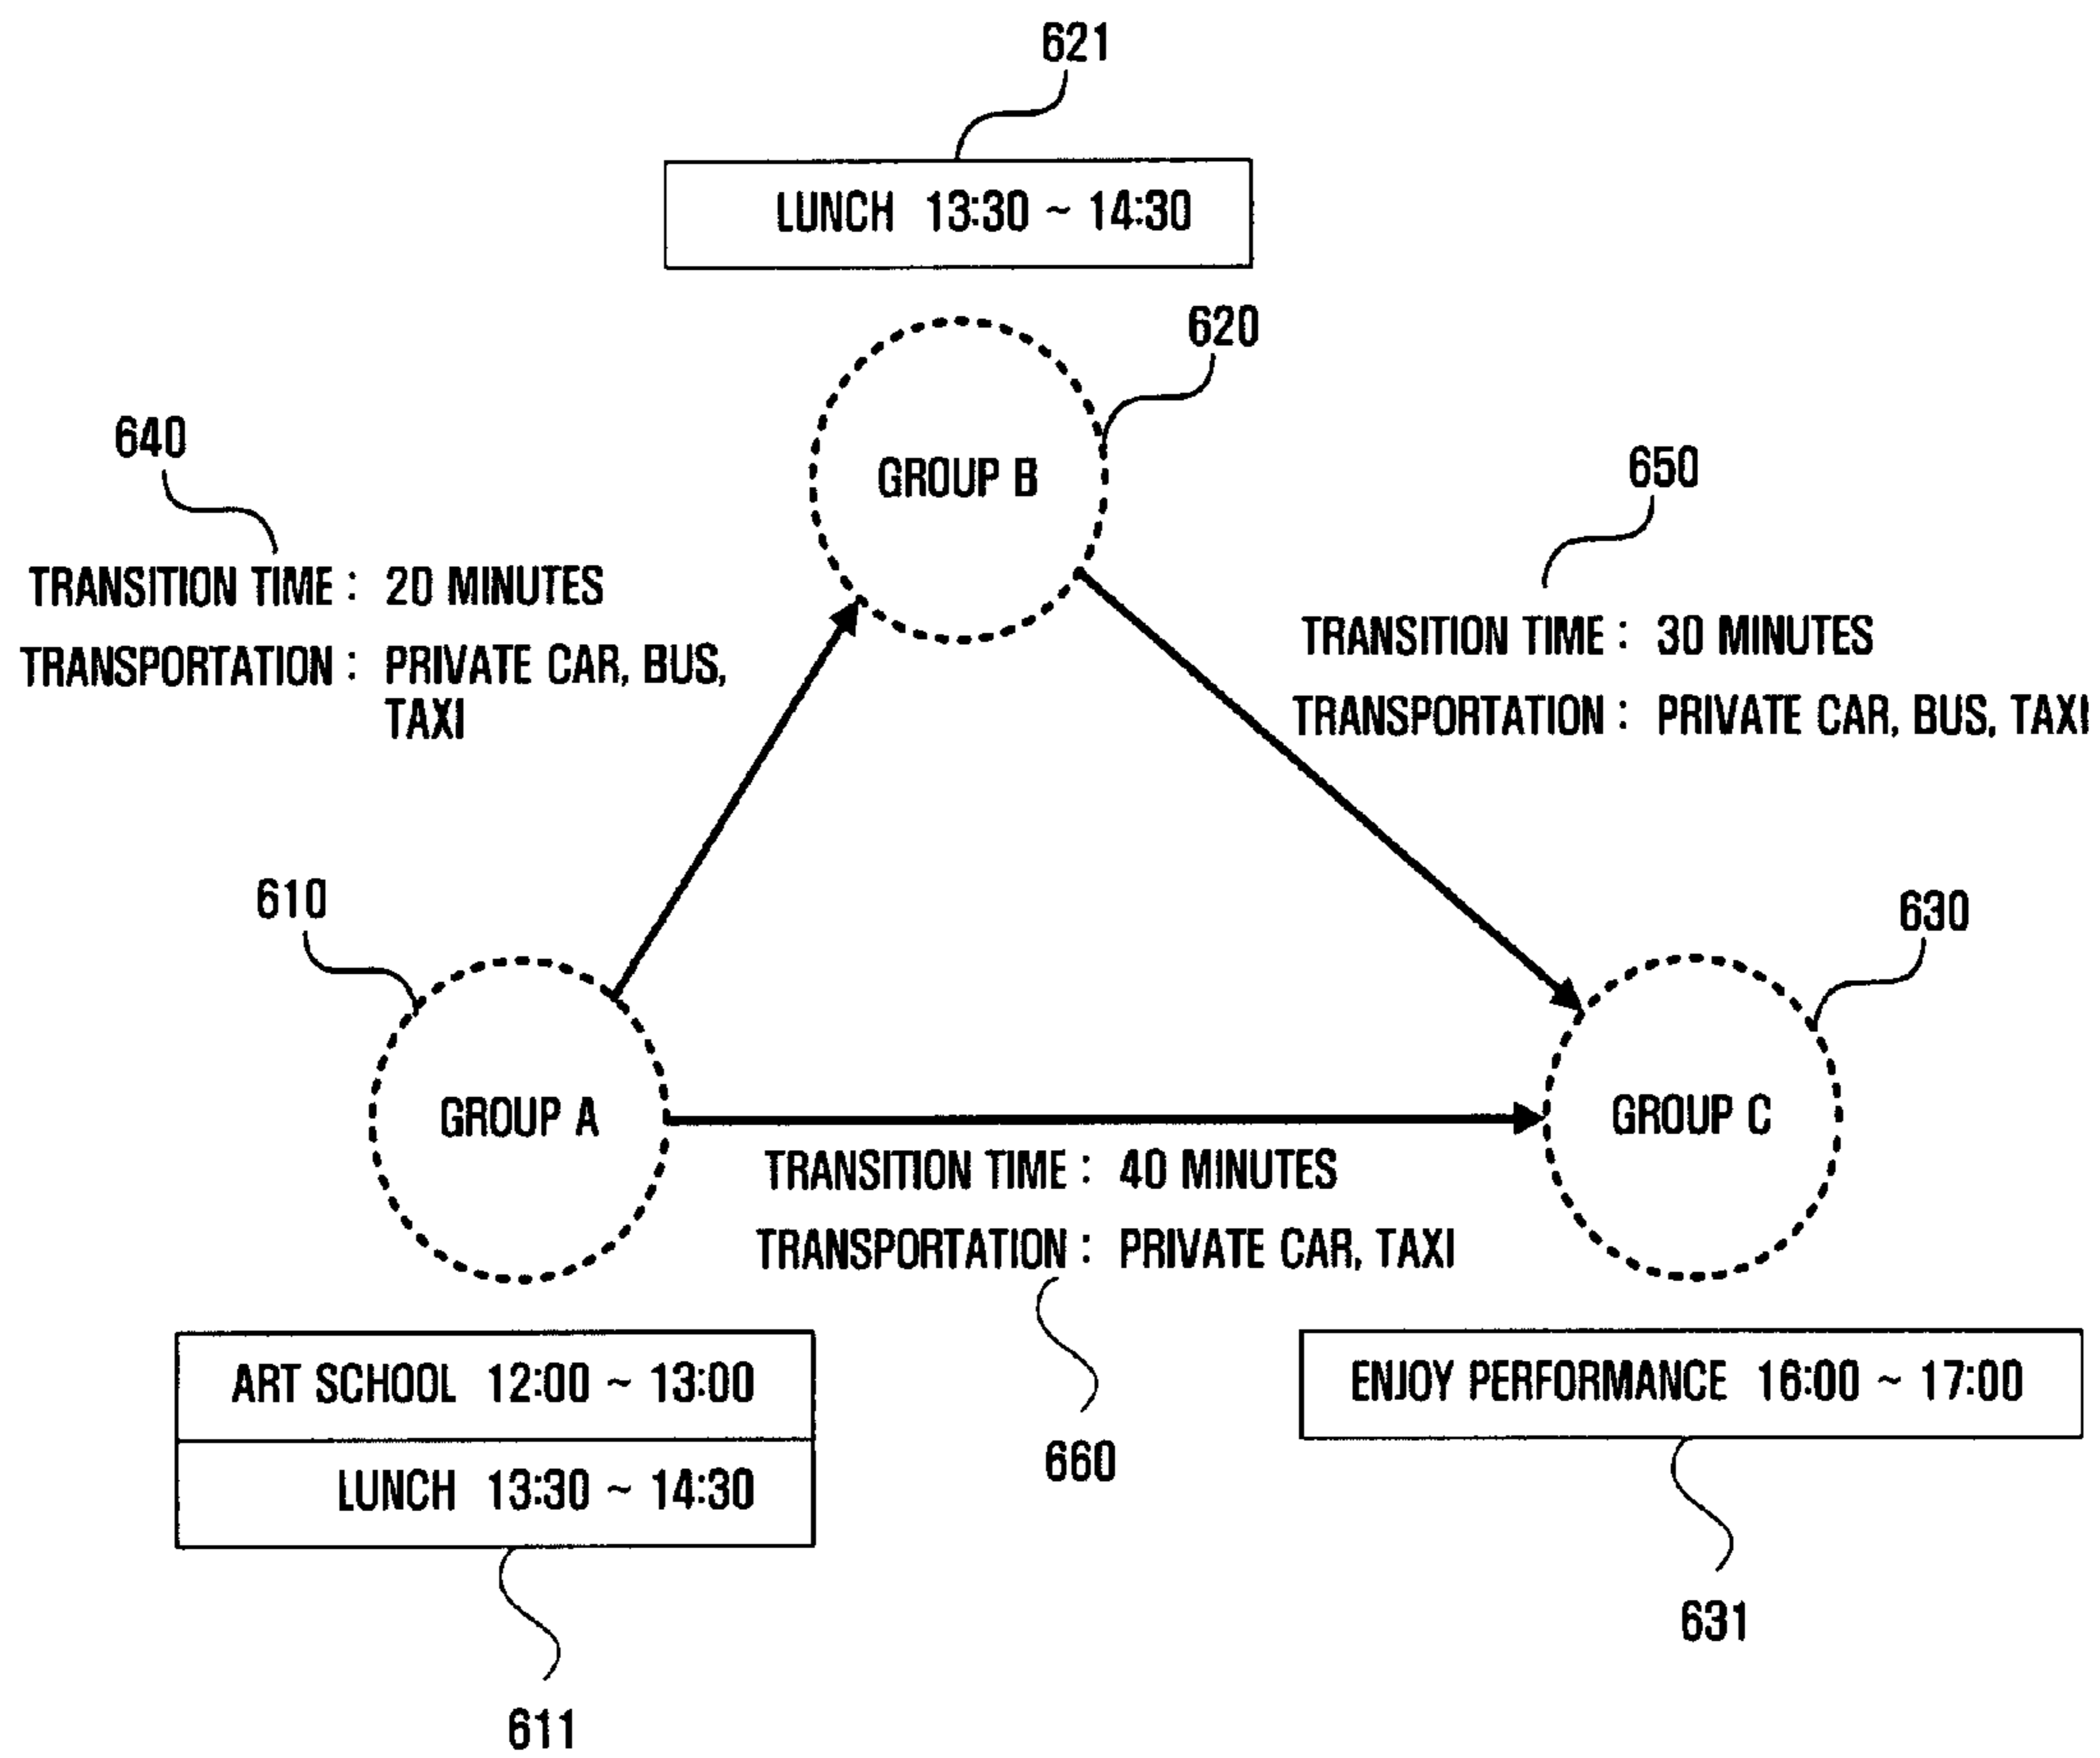 621
LUNCH 13:30 ~ 14:30
620
GROUP B
640
TRANSITION TIME : 20 MINUTES
TRANSPORTATION : PRIVATE CAR, BUS,
TAXI
650
TRANSITION TIME : 30 MINUTES
TRANSPORTATION : PRIVATE CAR, BUS, TAXI
610
GROUP A
630
GROUP C
TRANSITION TIME : 40 MINUTES
TRANSPORTATION : PRIVATE CAR, TAXI
660
ART SCHOOL 12:00 ~ 13:00
LUNCH 13:30 ~ 14:30
611
ENJOY PERFORMANCE 16:00 ~ 17:00
631